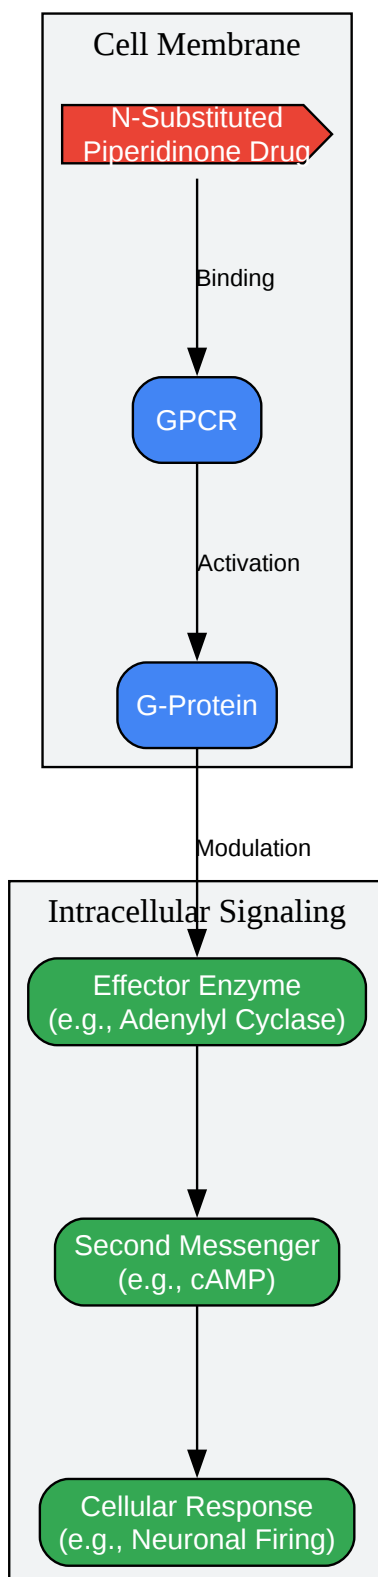 Cell Membrane
N-Substituted
Piperidinone Drug
Binding
GPCR
Activation
G-Protein
Modulation
Intracellular Signaling
Effector Enzyme
(e.g., Adenylyl Cyclase)
Second Messenger
(e.g., cAMP)
Cellular Response
(e.g., Neuronal Firing)